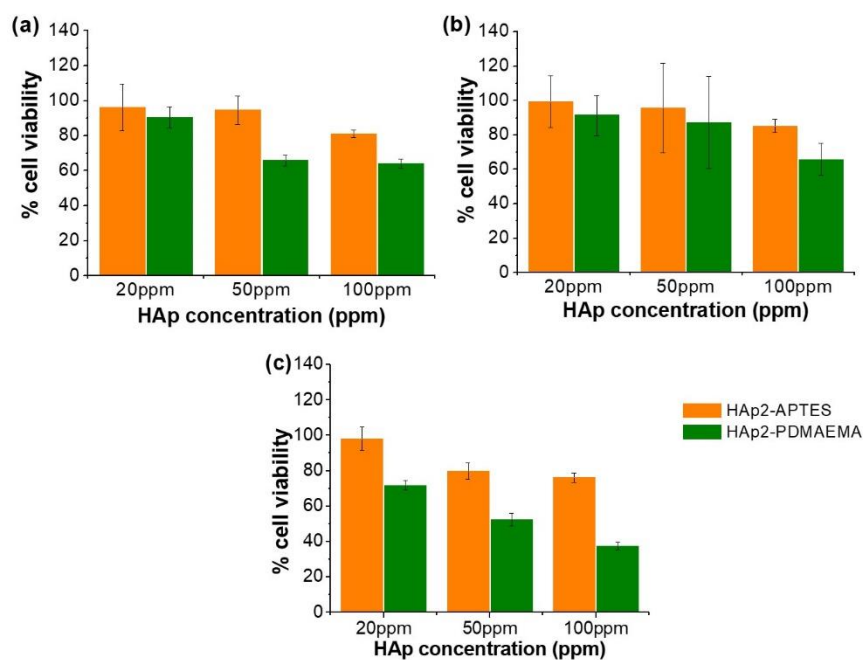 (a)
140
120
100
80
60
40
20
0
% cell viability
20ppm 50ppm 100ppm
HAp concentration (ppm)
(b)
140
120
100
80
60
40
20
0
% cell viability
20ppm 50ppm 100ppm
HAp concentration (ppm)
(c)
140
120
100
80
60
40
20
0
% cell viability
20ppm 50ppm 100ppm
HAp concentration (ppm)
HAp2-APTES
HAp2-PDMAEMA